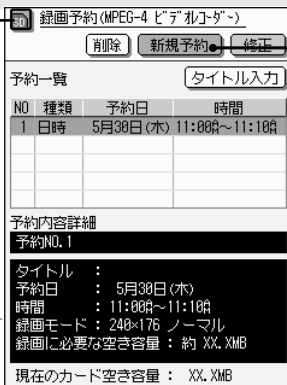 録画予約(MPEG-4 ビデオレコーダー)
削除 新規予約 修正
予約一覧 タイトル入力
NO 種類 予約日 時間
1 日時 5月30日(木) 11:00~11:10
予約内容詳細
予約NO.1
タイトル :
予約日 : 5月30日(木)
時間 : 11:00~11:10
録画モード : 240×176 ノーマル
録画に必要な空き容量 : 約 XX.XMB
現在のカード空き容量 : XX.XMB